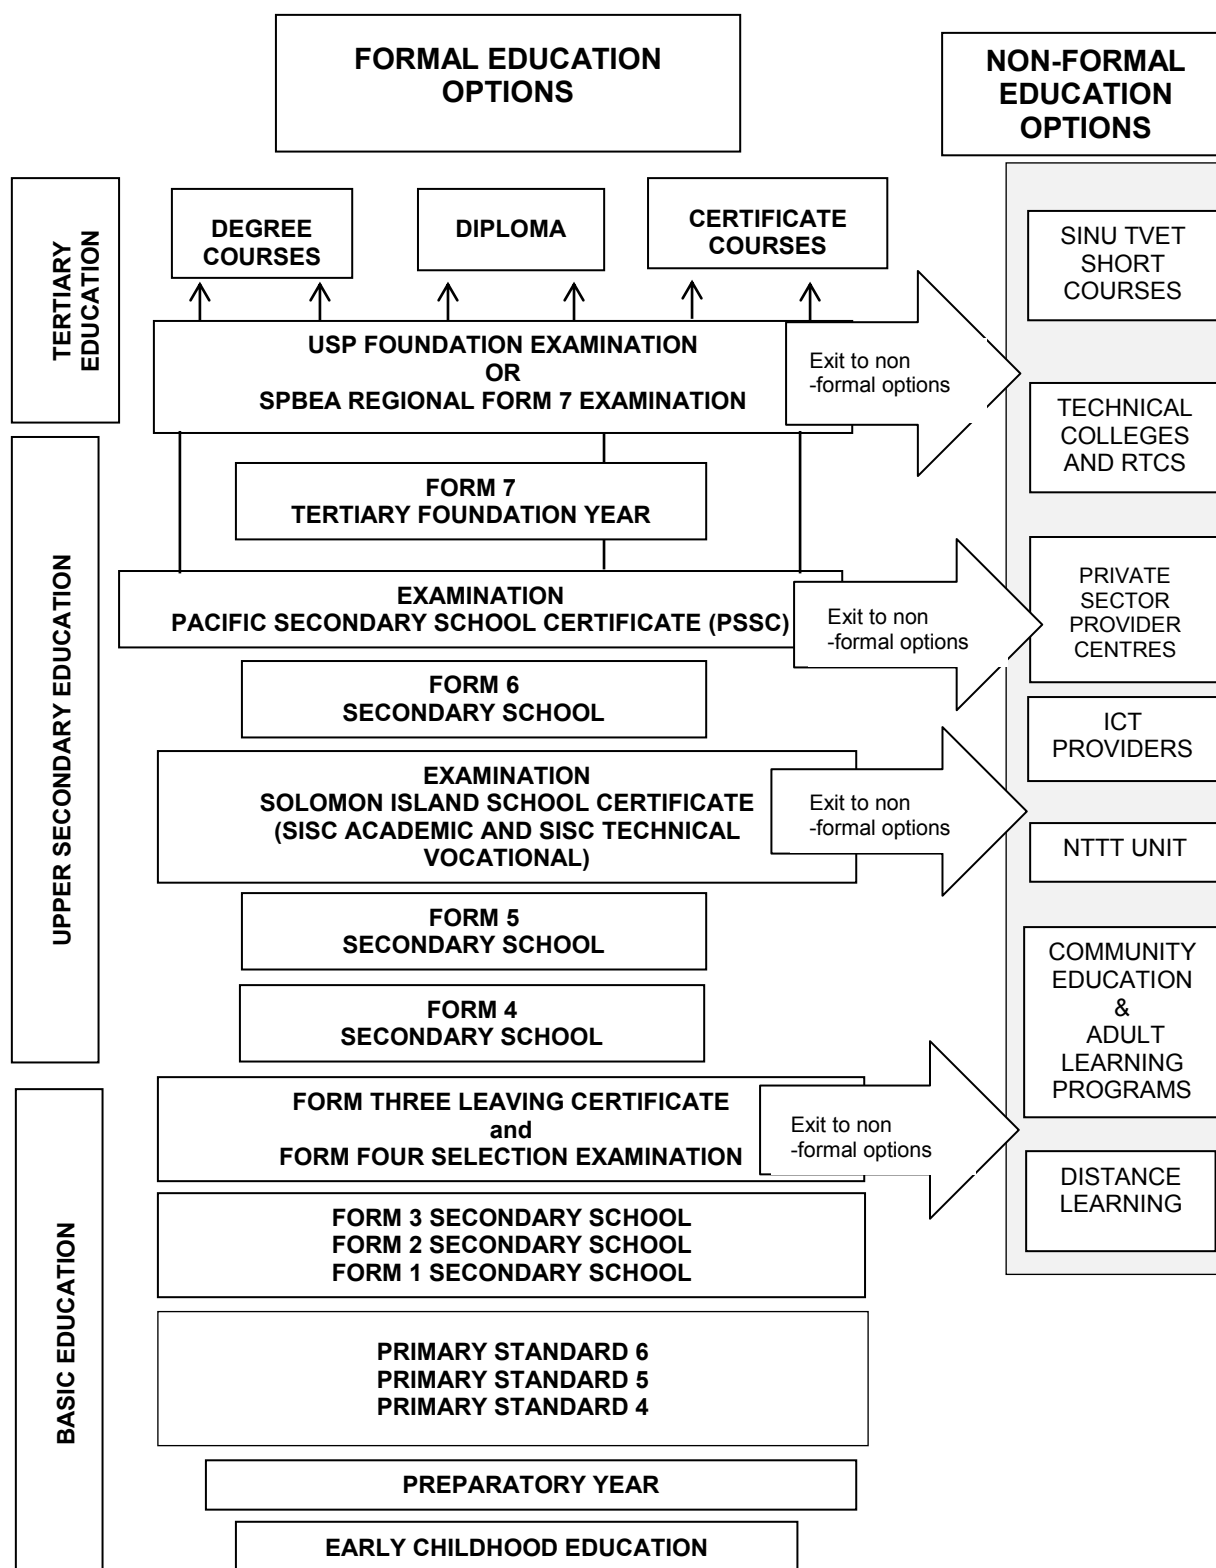 FORMAL EDUCATION
OPTIONS
NON-FORMAL
EDUCATION
OPTIONS
TERTIARY
EDUCATION
DEGREE
COURSES
DIPLOMA
CERTIFICATE
COURSES
USP FOUNDATION EXAMINATION
OR
SPBEA REGIONAL FORM 7 EXAMINATION
Exit to non
-formal options
UPPER SECONDARY EDUCATION
FORM 7
TERTIARY FOUNDATION YEAR
EXAMINATION
PACIFIC SECONDARY SCHOOL CERTIFICATE (PSSC)
Exit to non
-formal options
FORM 6
SECONDARY SCHOOL
EXAMINATION
SOLOMON ISLAND SCHOOL CERTIFICATE
(SISC ACADEMIC AND SISC TECHNICAL
VOCATIONAL)
Exit to non
-formal options
FORM 5
SECONDARY SCHOOL
FORM 4
SECONDARY SCHOOL
BASIC EDUCATION
FORM THREE LEAVING CERTIFICATE
and
FORM FOUR SELECTION EXAMINATION
Exit to non
-formal options
FORM 3 SECONDARY SCHOOL
FORM 2 SECONDARY SCHOOL
FORM 1 SECONDARY SCHOOL
PRIMARY STANDARD 6
PRIMARY STANDARD 5
PRIMARY STANDARD 4
PREPARATORY YEAR
EARLY CHILDHOOD EDUCATION
SINU TVET
SHORT
COURSES
TECHNICAL
COLLEGES
AND RTCS
PRIVATE
SECTOR
PROVIDER
CENTRES
ICT
PROVIDERS
NTTT UNIT
COMMUNITY
EDUCATION
&
ADULT
LEARNING
PROGRAMS
DISTANCE
LEARNING